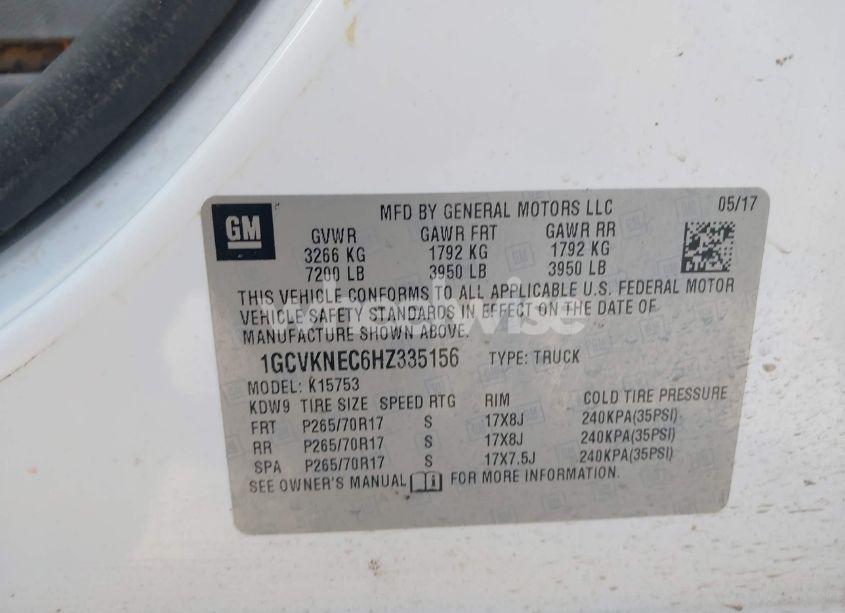 GM
MFD BY GENERAL MOTORS LLC 05/17
GVWR GAWR FRT GAWR RR
3266 KG 1792 KG 1792 KG
7200 LB 3950 LB 3950 LB
THIS VEHICLE CONFORMS TO ALL APPLICABLE U.S. FEDERAL MOTOR
VEHICLE SAFETY STANDARDS IN EFFECT ON THE DATE OF
MANUFACTURE SHOWN ABOVE.
1GCVKNEC6HZ335156 TYPE: TRUCK
MODEL: K15753
KDW9 TIRE SIZE SPEED RTG RIM COLD TIRE PRESSURE
FRT P265/70R17 S 17X8J 240KPA(35PSI)
RR P265/70R17 S 17X8J 240KPA(35PSI)
SPA P265/70R17 S 17X7.5J 240KPA(35PSI)
SEE OWNER'S MANUAL FOR MORE INFORMATION.